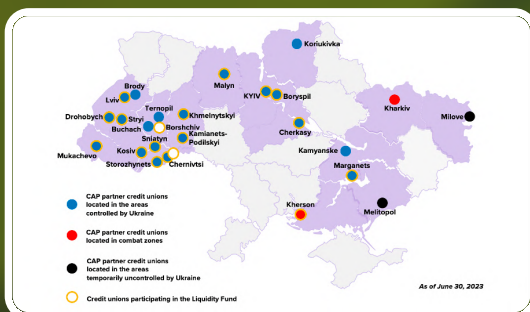 Koriukivka
Malyn
Brody
KYIV
Boryspil
Kharkiv
Lviv
Ternopil
Khmelnytskyi
Milove
Drohobych
Stryi
Buchach
Borshchiv
Cherkasy
Sniatyn
Kamianets-
Podilskyi
Mukachevo
Kosiv
Kamyanske
Storozhynets
Chernivtsi
Marganets
Kherson
Melitopol
CAP partner credit unions
located in the areas
controlled by Ukraine
CAP partner credit unions
located in combat zones
CAP partner credit unions
located in the areas
temporarily uncontrolled by Ukraine
Credit unions participating in the Liquidity Fund
As of June 30, 2023